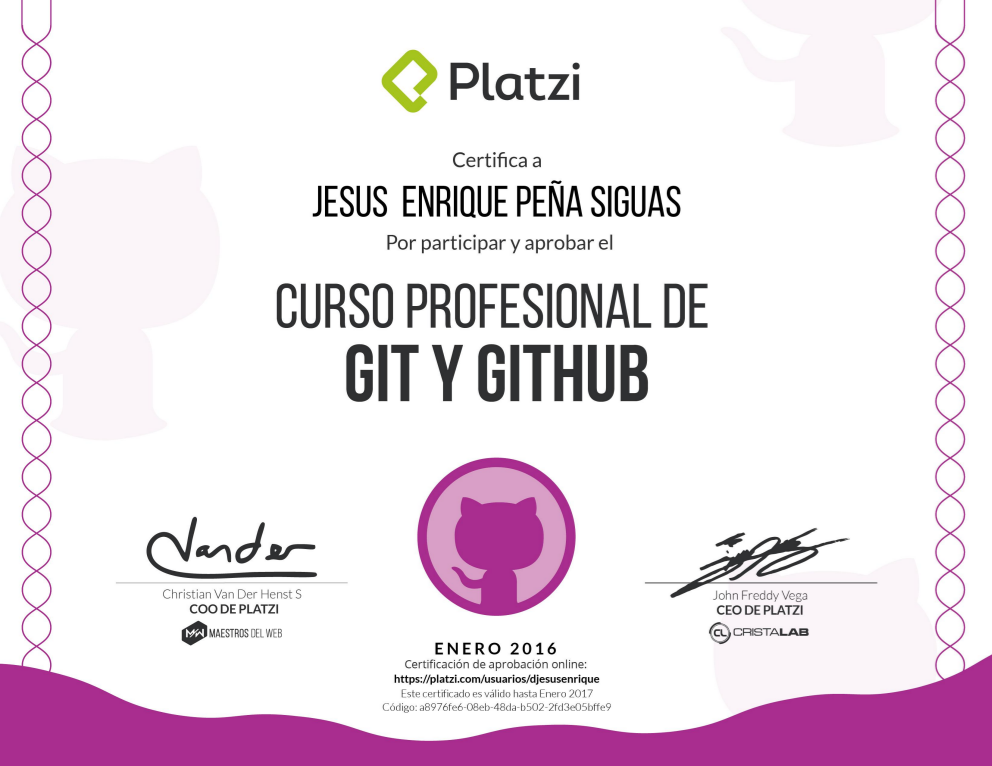 Platzi
Certifica a
JESUS ENRIQUE PEÑA SIGUAS
Por participar y aprobar el
CURSO PROFESIONAL DE
GIT Y GITHUB
Vander
Christian Van Der Henst S
COO DE PLATZI
MAESTROS DEL WEB
John Freddy Vega
CEO DE PLATZI
CL CRISTALAB
ENERO 2016
Certificación de aprobación online:
https://platzi.com/usuarios/djesusenrique
Este certificado es válido hasta Enero 2017
Código: a8976fe6-08eb-48da-b502-2fd3e05bffe9